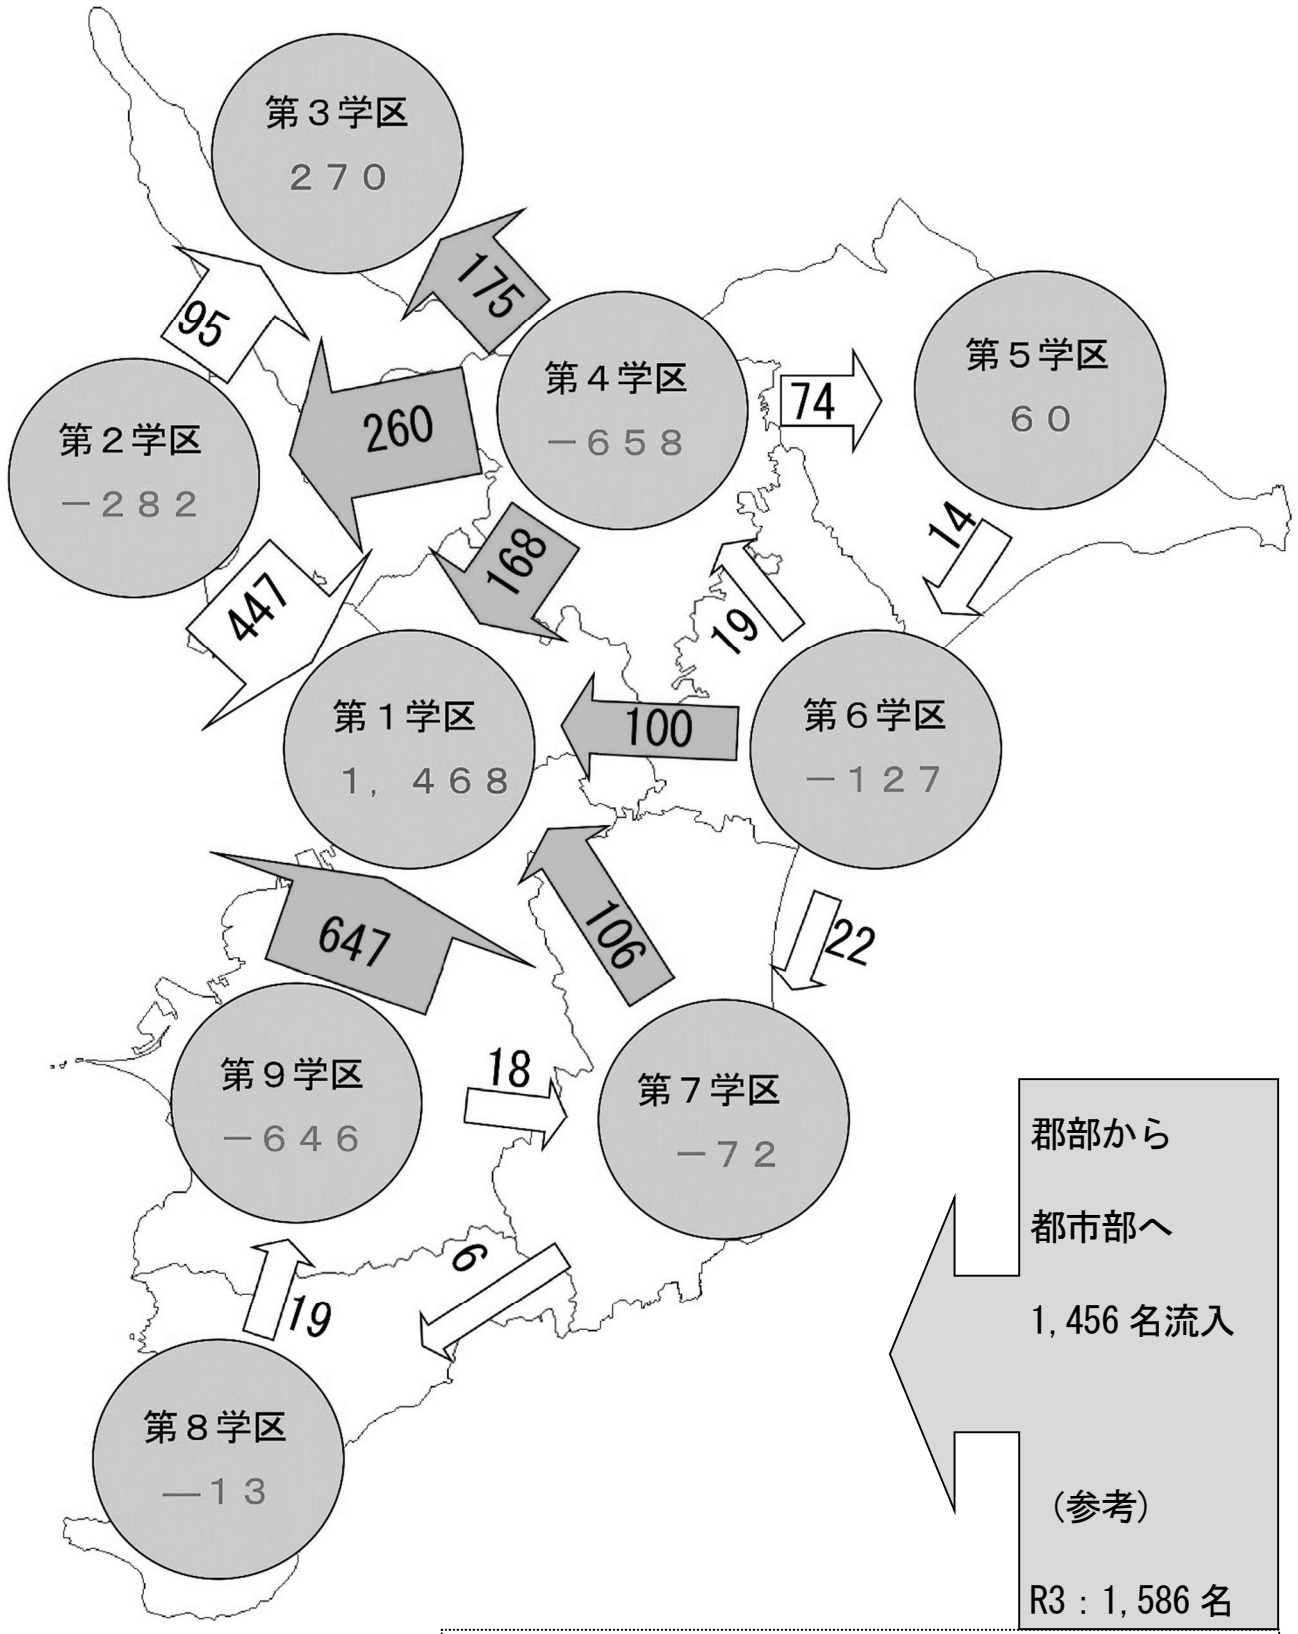 第３学区
２７０
175
95
第４学区
－６５８
第５学区
６０
74
260
第２学区
－２８２
14
168
447
19
第１学区
１，４６８
100
第６学区
－１２７
106
647
22
第９学区
－６４６
18
第７学区
－７２
6
19
第８学区
―１３
郡部から
都市部へ
1,456 名流入
（参考）
R3：1,586 名